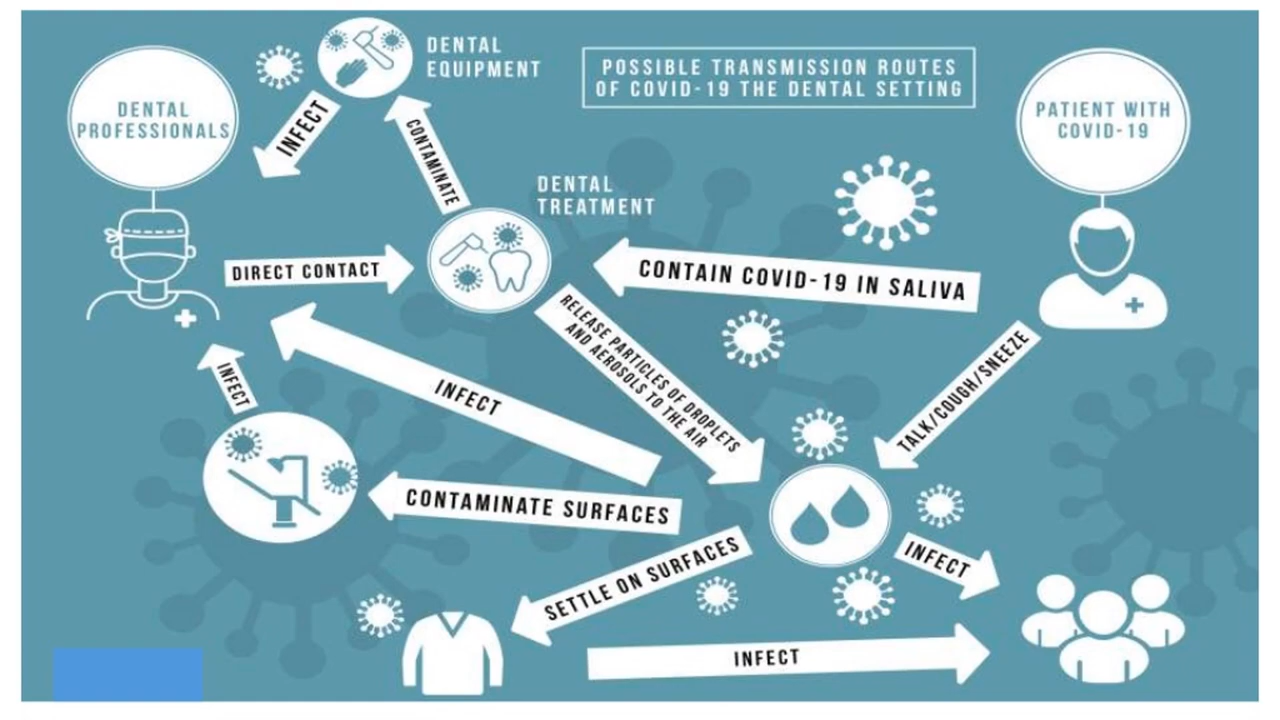 DENTAL
EQUIPMENT
POSSIBLE TRANSMISSION ROUTES
OF COVID-19 THE DENTAL SETTING
DENTAL
PROFESSIONALS
PATIENT WITH
COVID-19
INFECT
CONTAMINATE
DENTAL
TREATMENT
DIRECT CONTACT
CONTAIN COVID-19 IN SALIVA
RELEASE PARTICLES OF DROPLETS
AND AEROSOLS TO THE AIR
TALK/COUGH/SNEEZE
INFECT
INFECT
CONTAMINATE SURFACES
SETTLE ON SURFACES
INFECT
INFECT